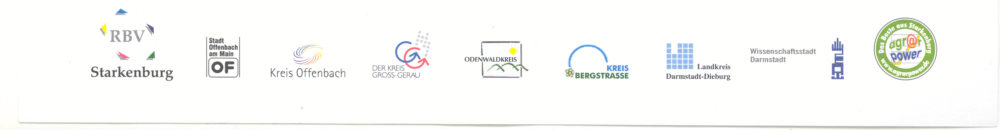 RBV
Starkenburg
Stadt
Offenbach
am Main
OF
Kreis Offenbach
DER KREIS
GROSS-GERAU
GG
ODENWALDKREIS
KREIS
BERGSTRASSE
Landkreis
Darmstadt-Dieburg
Wissenschaftsstadt
Darmstadt
Das Beste aus Starkenburg
agr@r
power
www.agrarpower.de